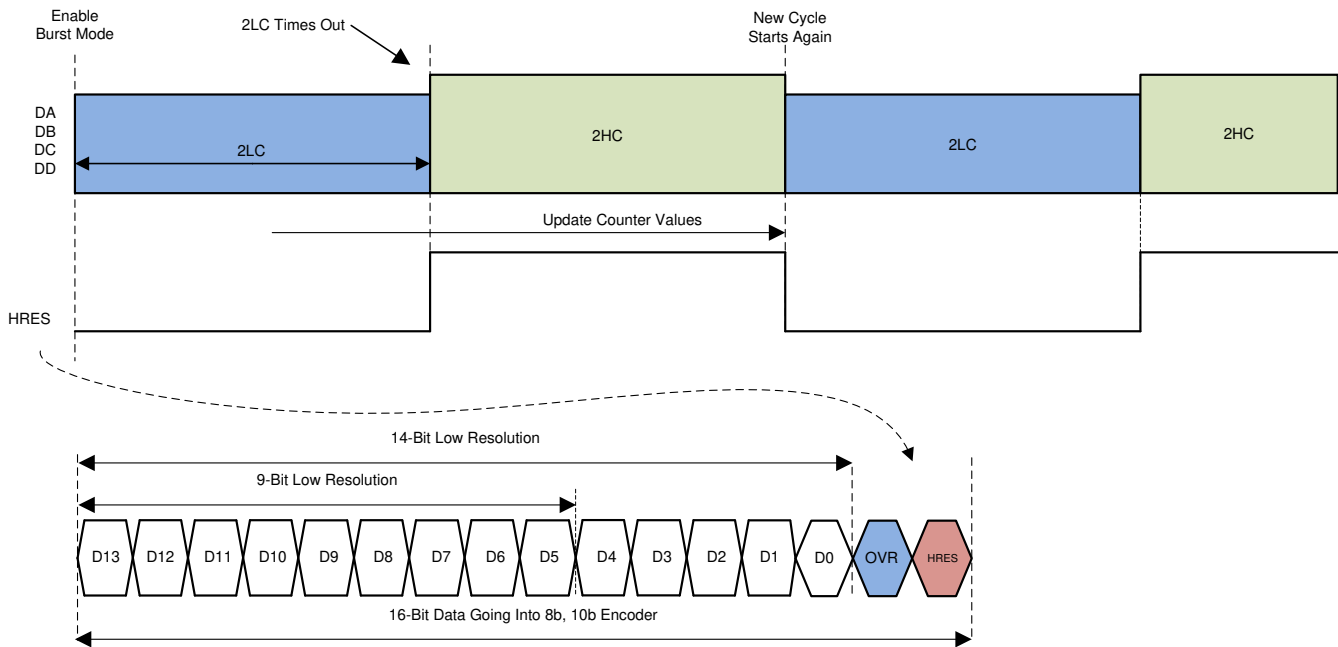 Enable
Burst Mode
2LC Times Out
New Cycle
Starts Again
DA
DB
DC
DD
2LC
2HC
2LC
2HC
Update Counter Values
HRES
14-Bit Low Resolution
9-Bit Low Resolution
D13 D12 D11 D10 D9 D8 D7 D6 D5 D4 D3 D2 D1 D0 OVR HRES
16-Bit Data Going Into 8b, 10b Encoder